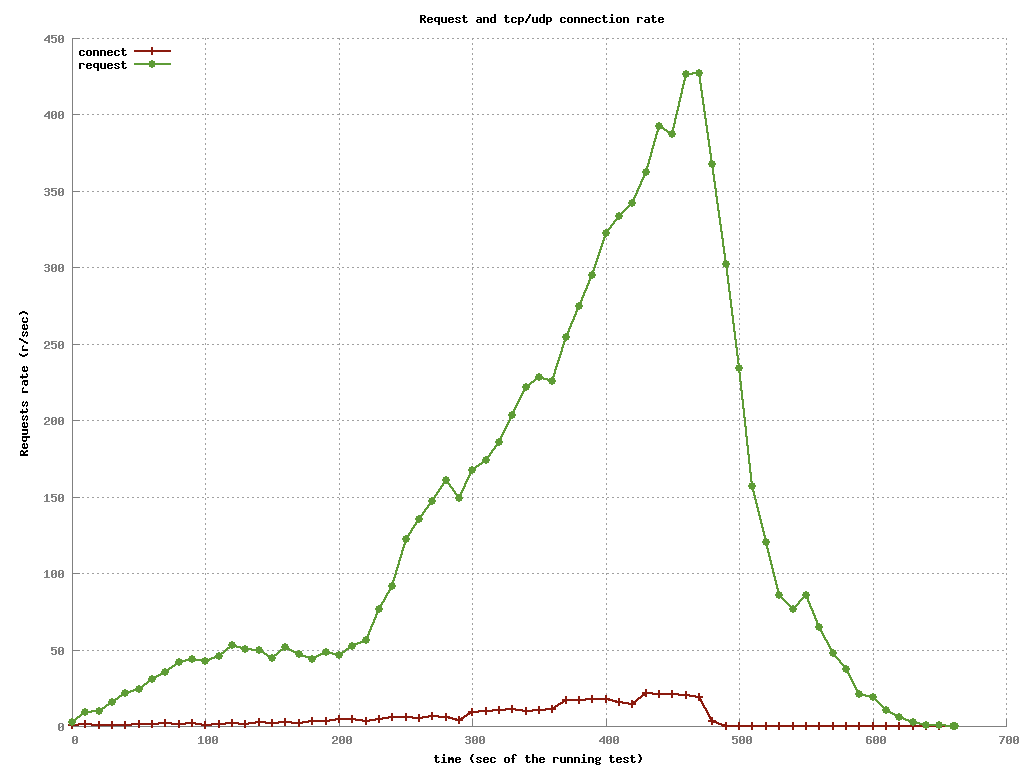 Request and tcp/udp connection rate
450
connect
request
400
350
300
250
200
150
100
50
0
Requests rate (r/sec)
0 100 200 300 400 500 600 700
time (sec of the running test)